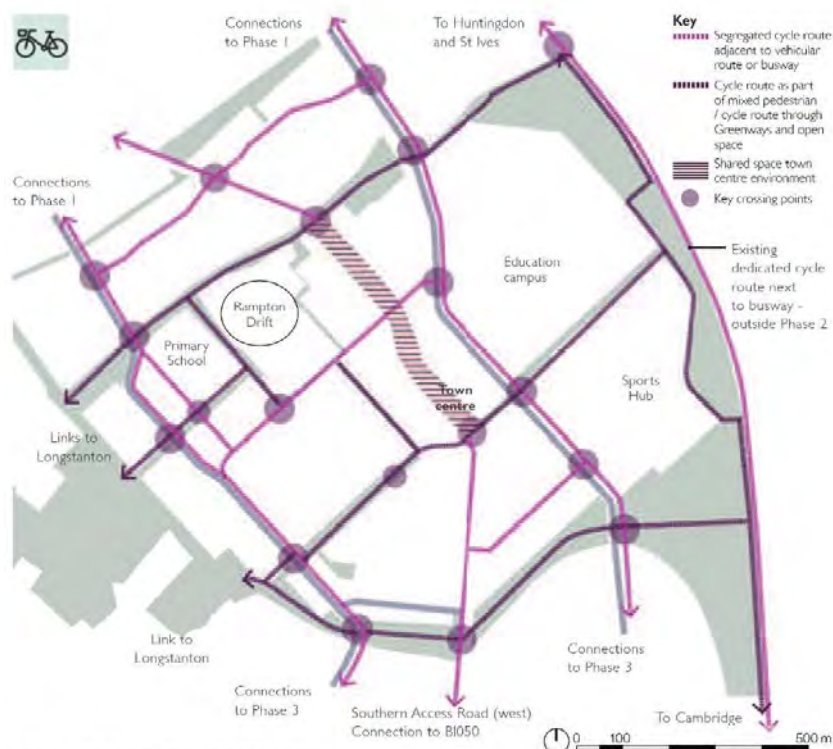 Connections
to Phase 1
To Huntingdon
and St Ives
Key
Segregated cycle route
adjacent to vehicular
route or busway
Cycle route as part
of mixed pedestrian
/ cycle route through
Greenways and open
space
Shared space town
centre environment
Key crossing points
Connections
to Phase 1
Existing
dedicated cycle
route next
to busway -
outside Phase 2
Education
campus
Rampton
Drift
Primary
School
Sports
Hub
Town
centre
Links to
Longstanton
Link to
Longstanton
Connections
to Phase 3
Connections
to Phase 3
Southern Access Road (west)
Connection to B1050
To Cambridge
0 100 500 m